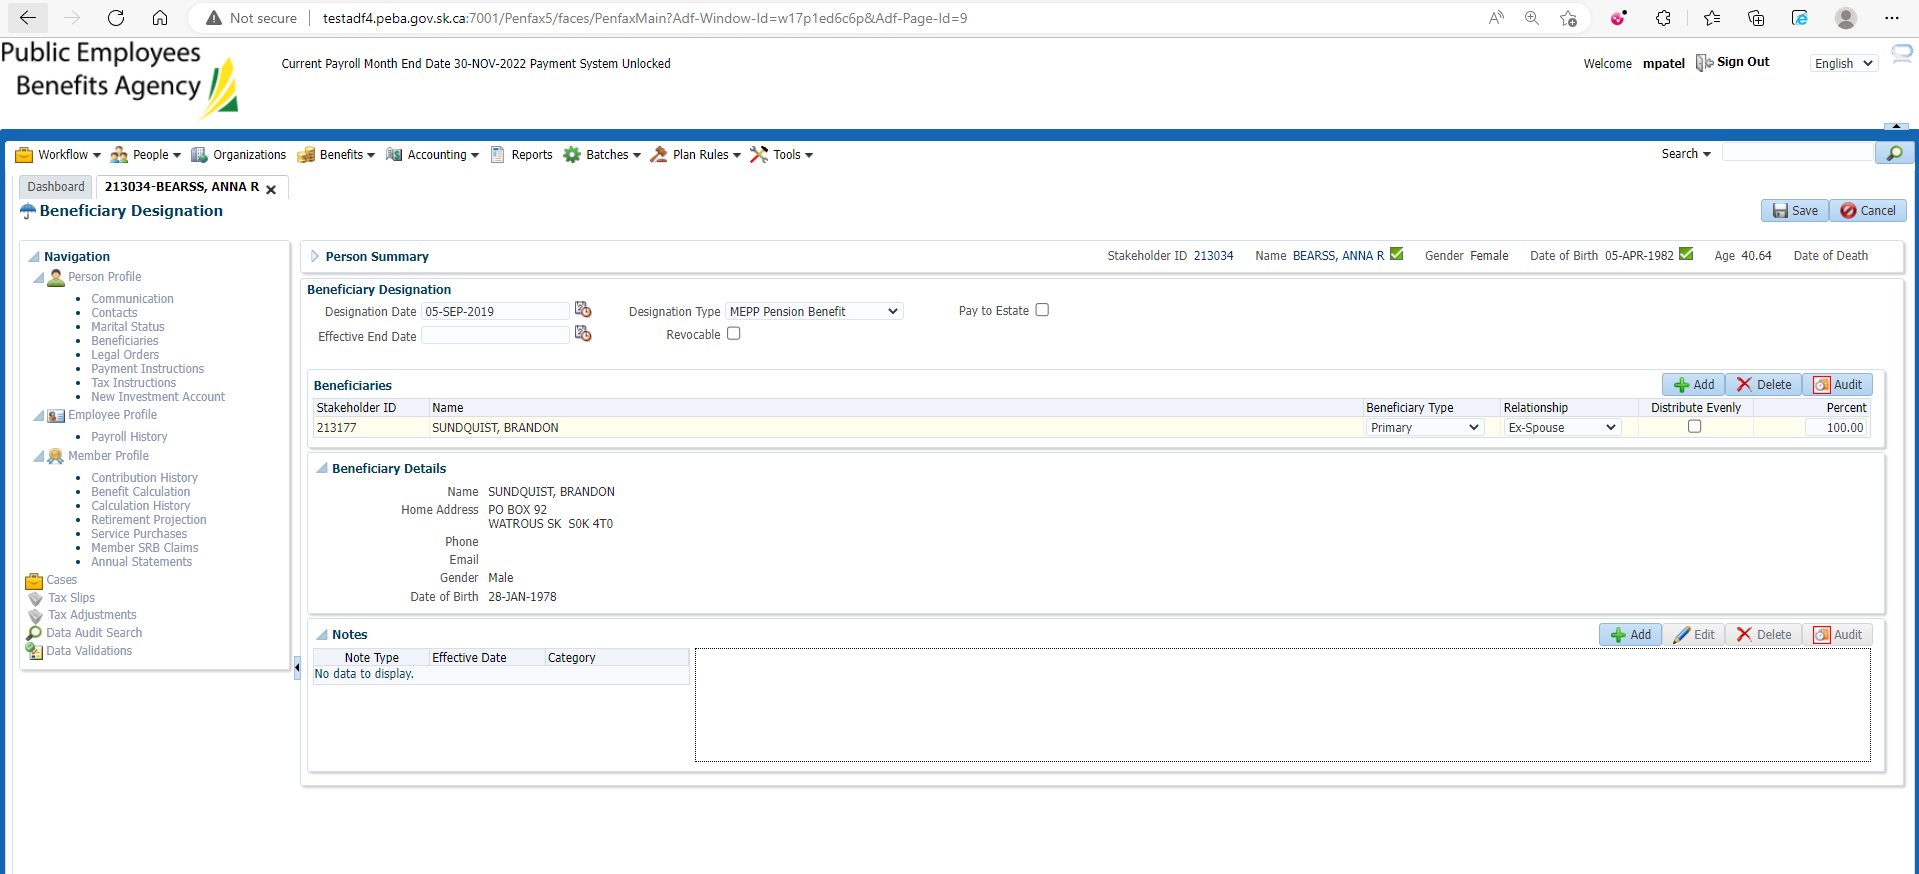 Not secure
testadf4.peba.gov.sk.ca:7001/Penfax5/faces/PenfaxMain?Adf-Window-Id=w17p1ed6c6p&Adf-Page-Id=9
Public Employees
Benefits Agency
Current Payroll Month End Date 30-NOV-2022 Payment System Unlocked
Welcome mpatel Sign Out English
Workflow People Organizations Benefits Accounting Reports Batches Plan Rules Tools Search
Dashboard 213034-BEARSS, ANNA R
Beneficiary Designation
Save Cancel
Navigation
Person Profile
Communication
Contacts
Marital Status
Beneficiaries
Legal Orders
Payment Instructions
Tax Instructions
New Investment Account
Employee Profile
Payroll History
Member Profile
Contribution History
Benefit Calculation
Calculation History
Retirement Projection
Service Purchases
Member SRB Claims
Annual Statements
Cases
Tax Slips
Tax Adjustments
Data Audit Search
Data Validations
Person Summary Stakeholder ID 213034 Name BEARSS, ANNA R Gender Female Date of Birth 05-APR-1982 Age 40.64 Date of Death
Beneficiary Designation
Designation Date 05-SEP-2019 Designation Type MEPP Pension Benefit Pay to Estate
Effective End Date Revocable
Beneficiaries Add Delete Audit
Stakeholder ID Name Beneficiary Type Relationship Distribute Evenly Percent
213177 SUNDQUIST, BRANDON Primary Ex-Spouse 100.00
Beneficiary Details
Name SUNDQUIST, BRANDON
Home Address PO BOX 92
WATROUS SK S0K 4T0
Phone
Email
Gender Male
Date of Birth 28-JAN-1978
Notes Add Edit Delete Audit
Note Type Effective Date Category
No data to display.